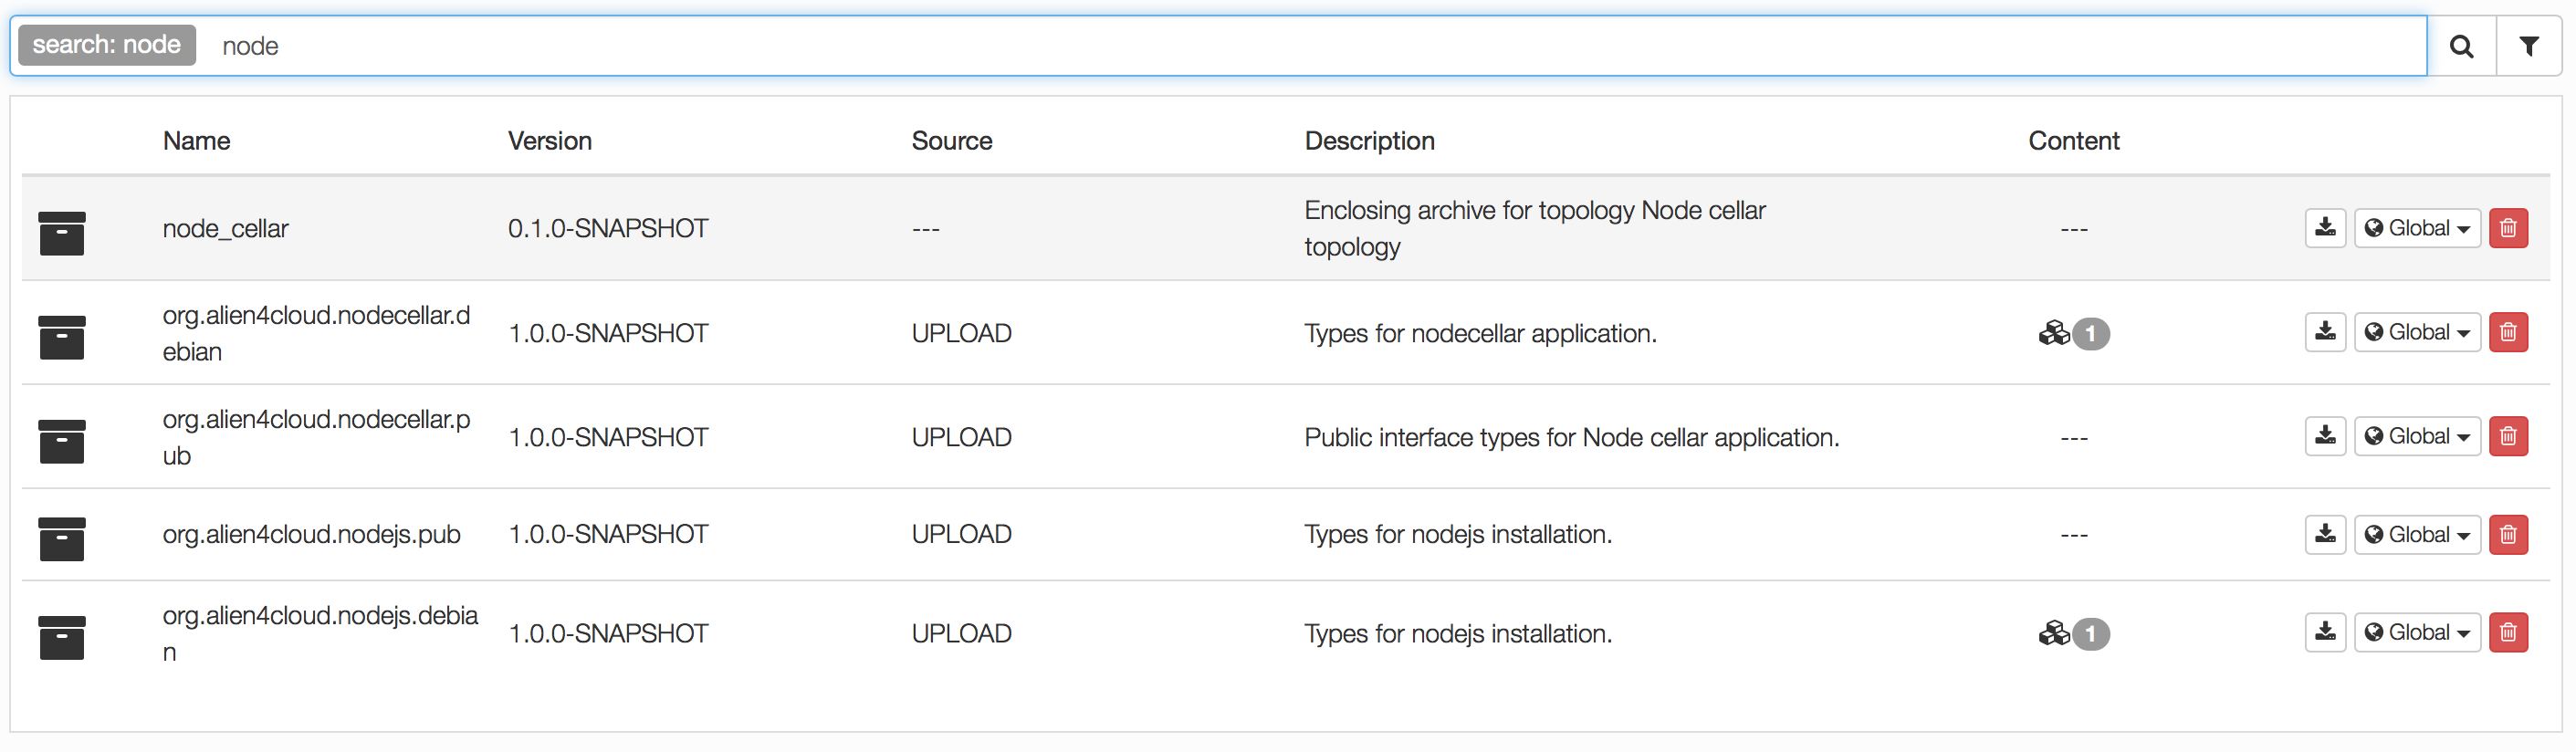 search: node node
Name Version Source Description Content
node_cellar 0.1.0-SNAPSHOT --- Enclosing archive for topology Node cellar
topology --- Global
org.alien4cloud.nodecellar.d
ebian 1.0.0-SNAPSHOT UPLOAD Types for nodecellar application. 1 Global
org.alien4cloud.nodecellar.p
ub 1.0.0-SNAPSHOT UPLOAD Public interface types for Node cellar application. --- Global
org.alien4cloud.nodejs.pub 1.0.0-SNAPSHOT UPLOAD Types for nodejs installation. --- Global
org.alien4cloud.nodejs.debia
n 1.0.0-SNAPSHOT UPLOAD Types for nodejs installation. 1 Global